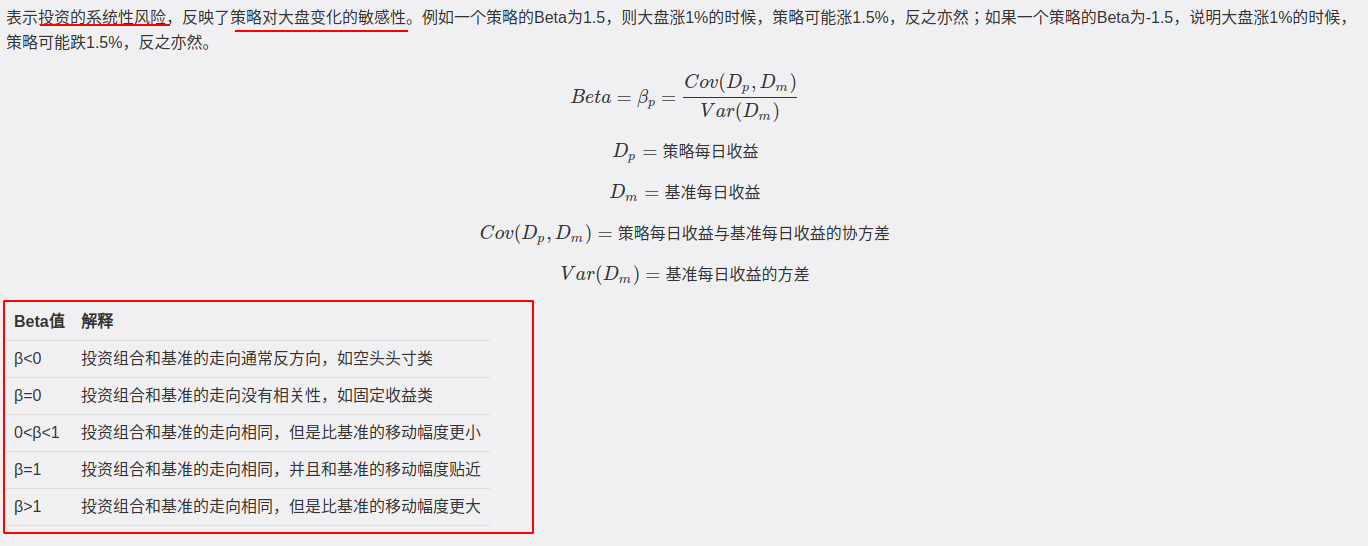 表示投资的系统性风险，反映了策略对大盘变化的敏感性。例如一个策略的Beta为1.5，则大盘涨1%的时候，策略可能涨1.5%，反之亦然；如果一个策略的Beta为-1.5，说明大盘涨1%的时候，
策略可能跌1.5%，反之亦然。
Beta = βp = Cov(Dp, Dm) / Var(Dm)
Dp = 策略每日收益
Dm = 基准每日收益
Cov(Dp, Dm) = 策略每日收益与基准每日收益的协方差
Var(Dm) = 基准每日收益的方差
Beta值 解释
β<0 投资组合和基准的走向通常反方向，如空头头寸类
β=0 投资组合和基准的走向没有相关性，如固定收益类
0<β<1 投资组合和基准的走向相同，但是比基准的移动幅度更小
β=1 投资组合和基准的走向相同，并且和基准的移动幅度贴近
β>1 投资组合和基准的走向相同，但是比基准的移动幅度更大